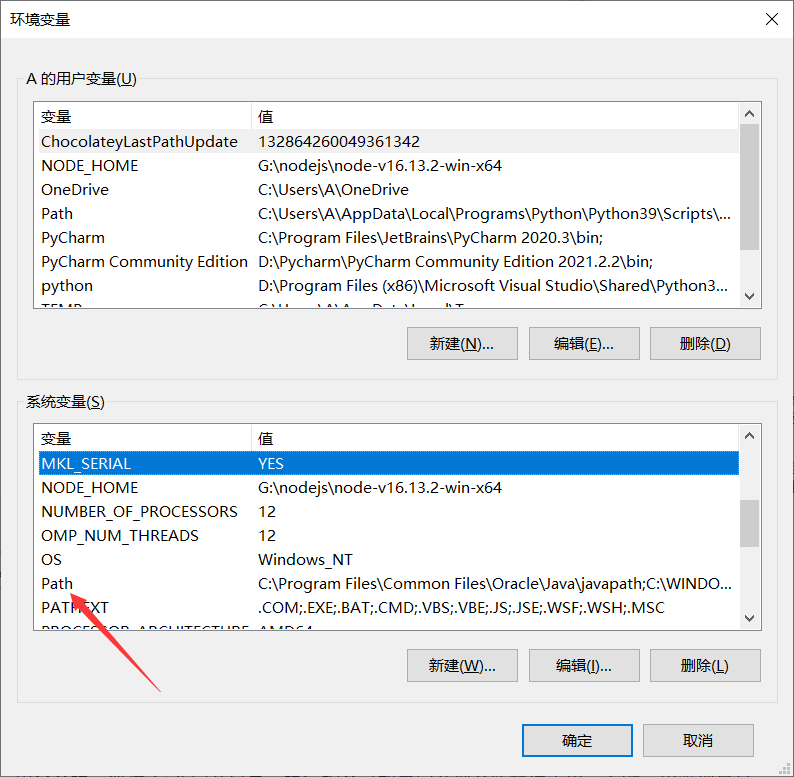 环境变量
A 的用户变量(U)
变量 值
ChocolateyLastPathUpdate 132864260049361342
NODE_HOME G:\nodejs\node-v16.13.2-win-x64
OneDrive C:\Users\A\OneDrive
Path C:\Users\A\AppData\Local\Programs\Python\Python39\Scripts\...
PyCharm C:\Program Files\JetBrains\PyCharm 2020.3\bin;
PyCharm Community Edition D:\Pycharm\PyCharm Community Edition 2021.2.2\bin;
python D:\Program Files (x86)\Microsoft Visual Studio\Shared\Python3...
TEMP C:\Users\A\AppData\Local\T
新建(N)... 编辑(E)... 删除(D)
系统变量(S)
变量 值
MKL_SERIAL YES
NODE_HOME G:\nodejs\node-v16.13.2-win-x64
NUMBER_OF_PROCESSORS 12
OMP_NUM_THREADS 12
OS Windows_NT
Path C:\Program Files\Common Files\Oracle\Java\javapath;C:\WINDO...
PATHEXT .COM;.EXE;.BAT;.CMD;.VBS;.VBE;.JS;.JSE;.WSF;.WSH;.MSC
PROCESSOR_ARCHITECTURE AMD64
新建(W)... 编辑(I)... 删除(L)
确定 取消